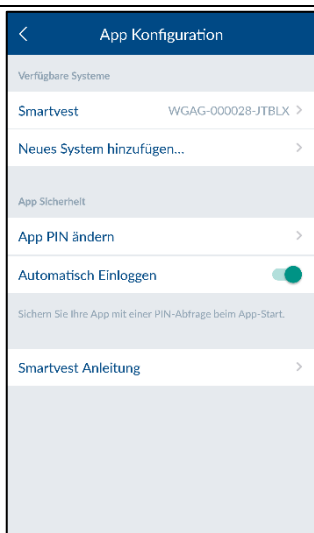 App Konfiguration
Verfügbare Systeme
Smartvest WGAG-000028-JTBLX
Neues System hinzufügen...
App Sicherheit
App PIN ändern
Automatisch Einloggen
Sichern Sie Ihre App mit einer PIN-Abfrage beim App-Start.
Smartvest Anleitung